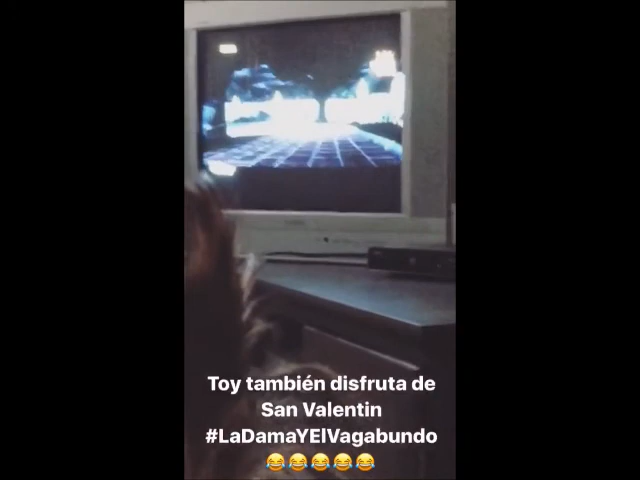 Toy también disfruta de
San Valentin
#LaDamaYElVagabundo
😂😂😂😂😂